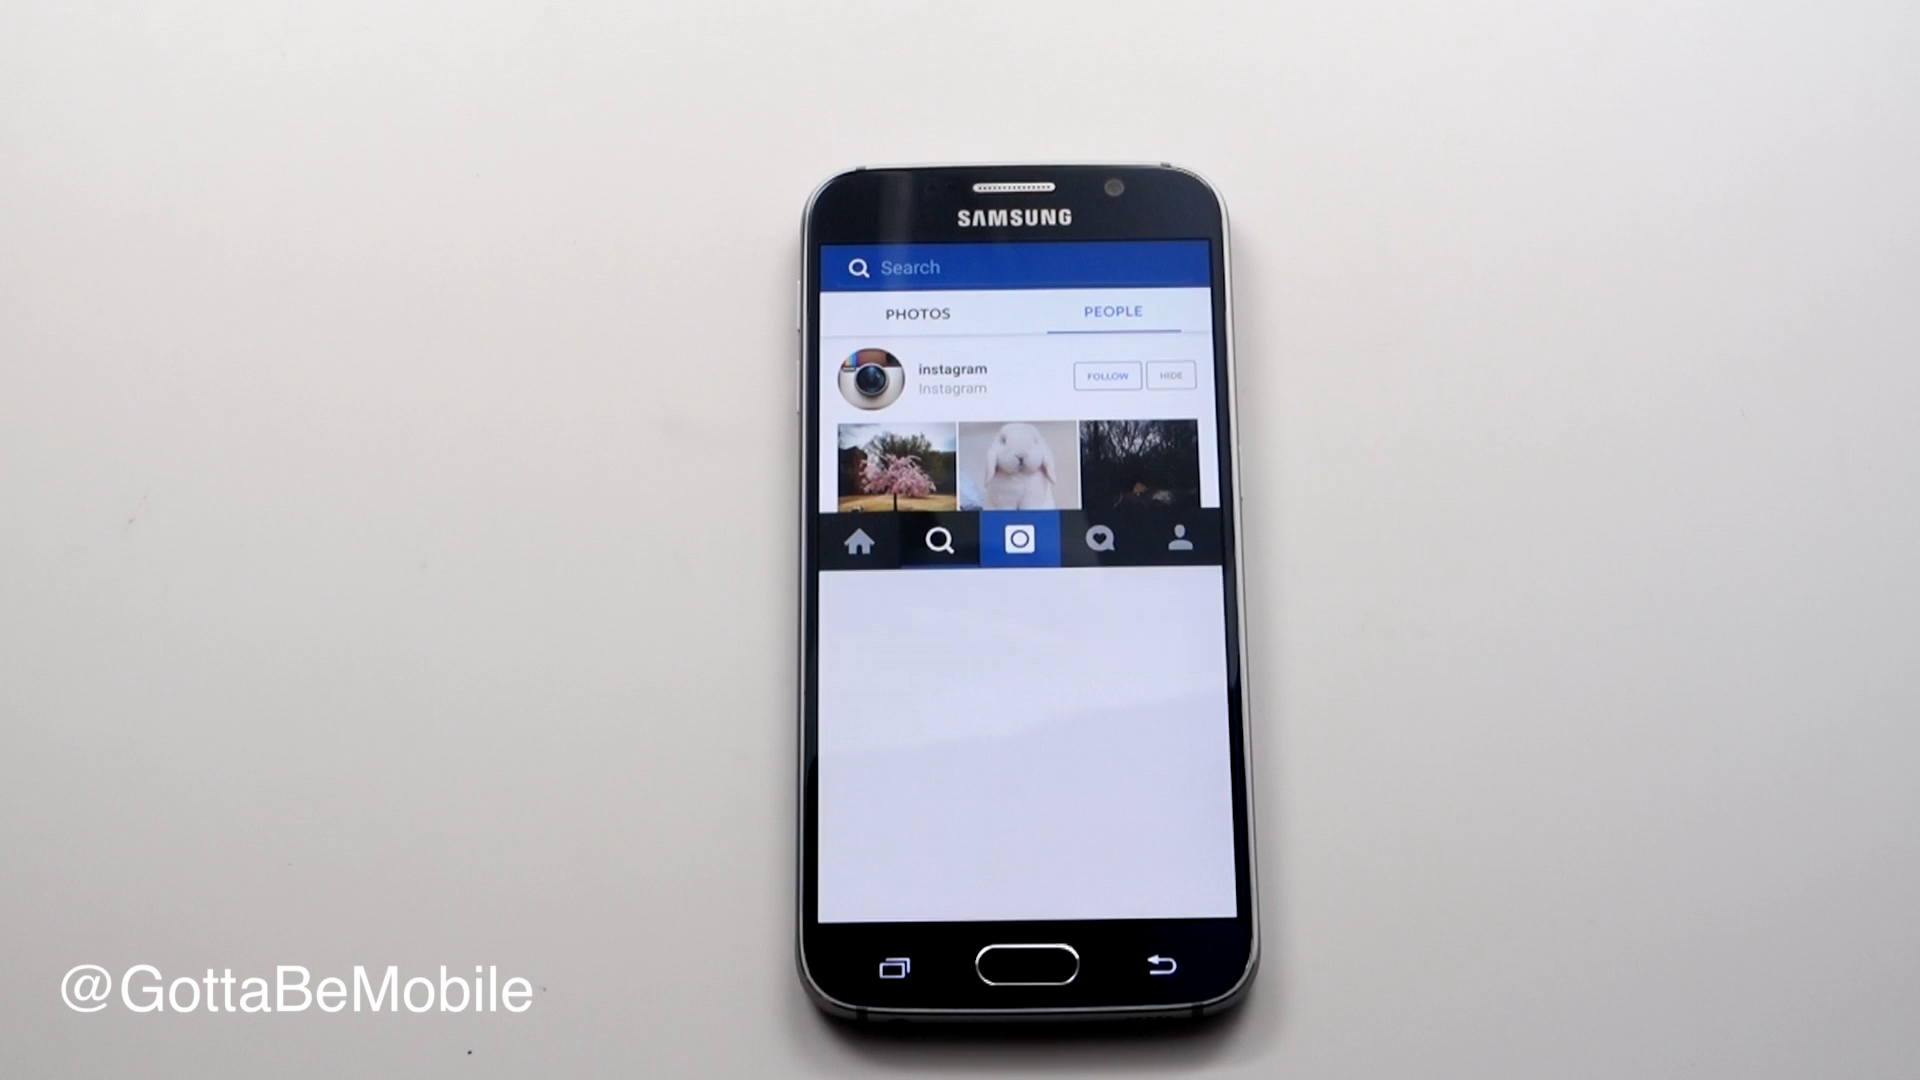 SAMSUNG
Search
PHOTOS PEOPLE
instagram
Instagram
FOLLOW HIDE
@GottaBeMobile